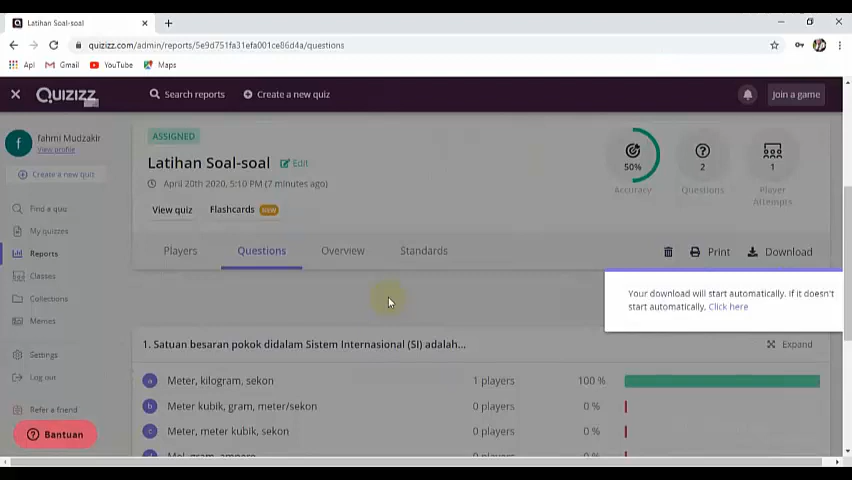 Latihan Soal-soal
quizizz.com/admin/reports/5e9d751fa31efa001ce86d4a/questions
Apl
Gmail
YouTube
Maps
QUIZIZZ
Search reports
Create a new quiz
Join a game
f
fahmi Mudzakir
View profile
Create a new quiz
Find a quiz
My quizzes
Reports
Classes
Collections
Memes
Settings
Log out
Refer a friend
Bantuan
ASSIGNED
Latihan Soal-soal
Edit
April 20th 2020, 5:10 PM (7 minutes ago)
View quiz
Flashcards NEW
50%
Accuracy
2
Questions
1
Player
Attempts
Players
Questions
Overview
Standards
Print
Download
Your download will start automatically. If it doesn't
start automatically. Click here
1. Satuan besaran pokok didalam Sistem Internasional (SI) adalah...
Expand
a Meter, kilogram, sekon 1 players 100 %
b Meter kubik, gram, meter/sekon 0 players 0 %
c Meter, meter kubik, sekon 0 players 0 %